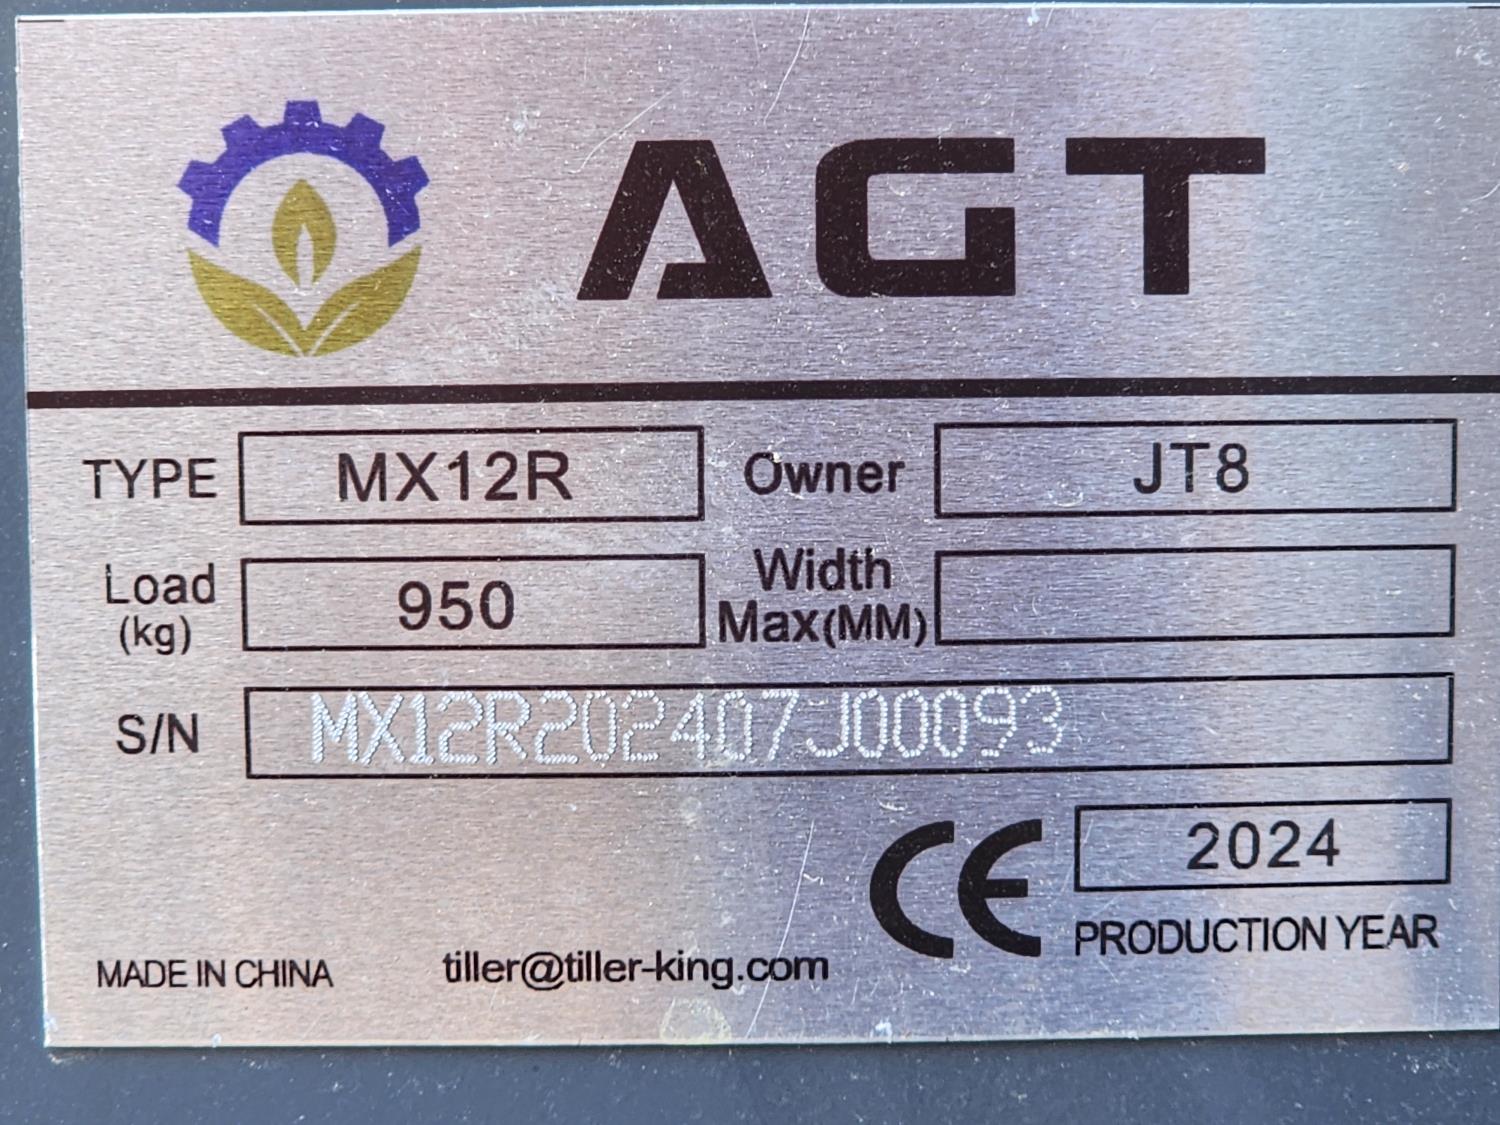 AGT
TYPE MX12R Owner JT8
Load (kg) 950 Width Max(MM)
S/N MX12R202407J00093
CE 2024
PRODUCTION YEAR
MADE IN CHINA tiller@tiller-king.com